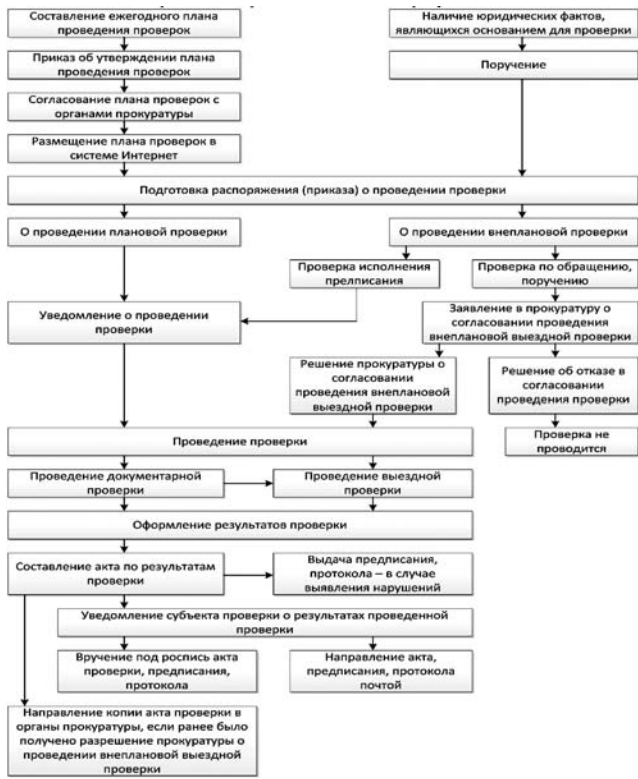 Составление ежегодного плана
проведения проверок
Наличие юридических фактов,
являющихся основанием для проверки
Приказ об утверждении плана
проведения проверок
Поручение
Согласование плана проверок с
органами прокуратуры
Размещение плана проверок в
системе Интернет
Подготовка распоряжения (приказа) о проведении проверки
О проведении плановой проверки
О проведении внеплановой проверки
Проверка исполнения
прелписания
Проверка по обращению,
поручению
Уведомление о проведении
проверки
Заявление в прокуратуру о
согласовании проведения
внеплановой выездной проверки
Решение прокуратуры о
согласовании
проведения внеплановой
выездной проверки
Решение об отказе в
согласовании
проведения проверки
Проведение проверки
Проверка не
проводится
Проведение документарной
проверки
Проведение выездной
проверки
Оформление результатов проверки
Составление акта по результатам
проверки
Выдача предписания,
протокола – в случае
выявления нарушений
Уведомление субъекта проверки о результатах проведенной
проверки
Вручение под роспись акта
проверки, предписания,
протокола
Направление акта,
предписания, протокола
почтой
Направление копии акта проверки в
органы прокуратуры, если ранее было
получено разрешение прокуратуры о
проведении внеплановой выездной
проверки